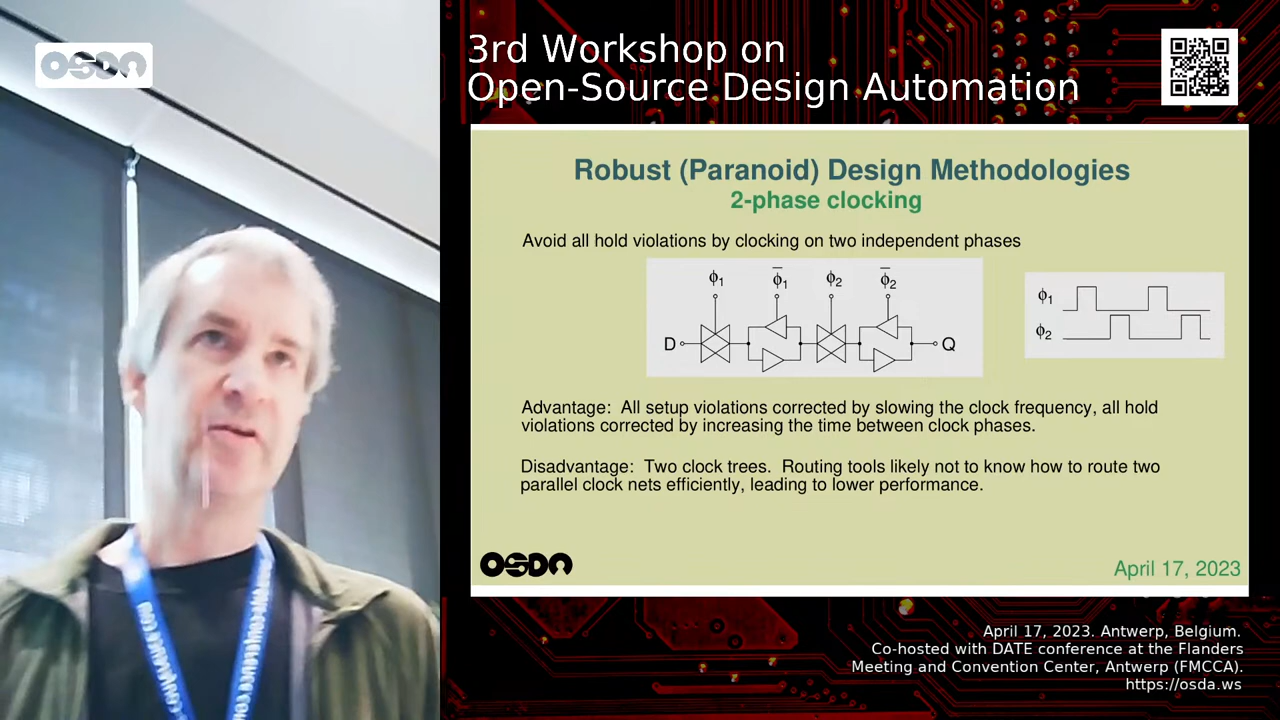 OSDA
3rd Workshop on
Open-Source Design Automation
Robust (Paranoid) Design Methodologies
2-phase clocking
Avoid all hold violations by clocking on two independent phases
ϕ1 ϕ̅1 ϕ2 ϕ̅2
D Q
ϕ1
ϕ2
Advantage: All setup violations corrected by slowing the clock frequency, all hold
violations corrected by increasing the time between clock phases.
Disadvantage: Two clock trees. Routing tools likely not to know how to route two
parallel clock nets efficiently, leading to lower performance.
OSDA
April 17, 2023
April 17, 2023. Antwerp, Belgium.
Co-hosted with DATE conference at the Flanders
Meeting and Convention Center, Antwerp (FMCCA).
https://osda.ws